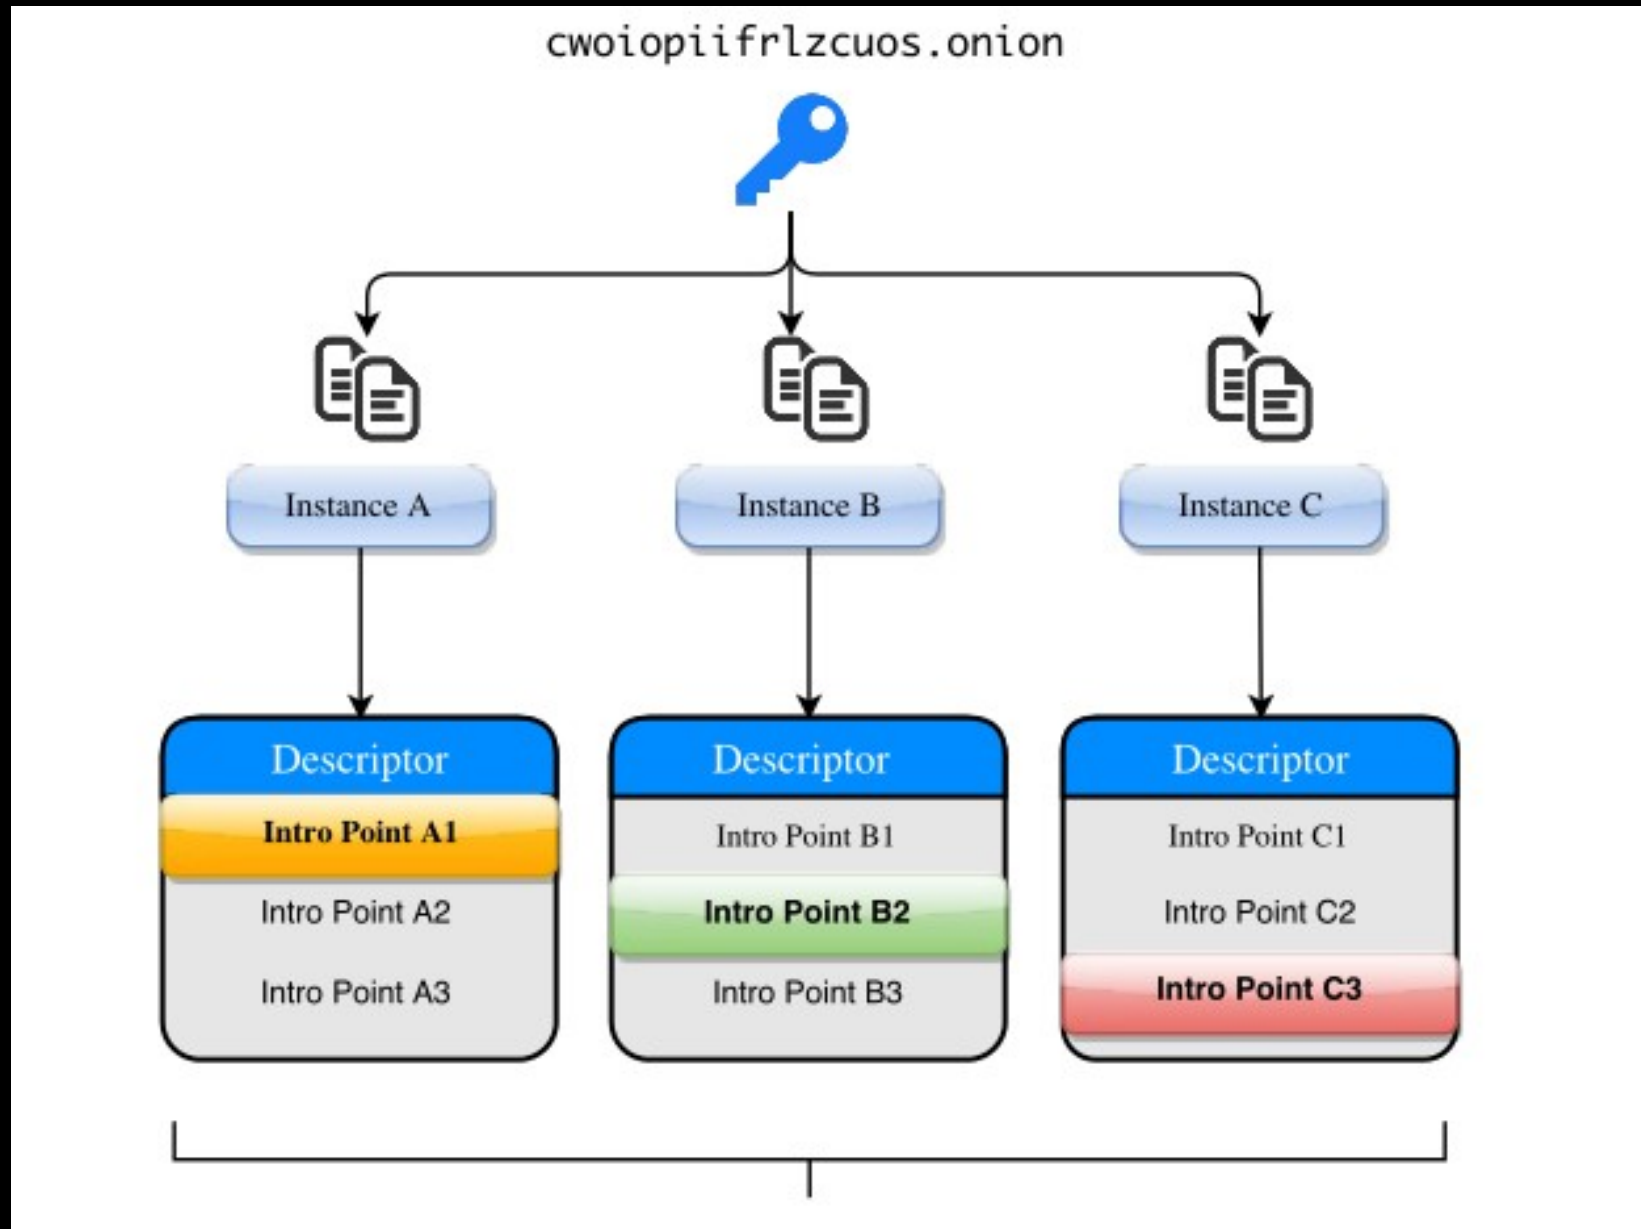 cwoiopiifrlzcuos.onion
Instance A
Instance B
Instance C
Descriptor
Intro Point A1
Intro Point A2
Intro Point A3
Descriptor
Intro Point B1
Intro Point B2
Intro Point B3
Descriptor
Intro Point C1
Intro Point C2
Intro Point C3